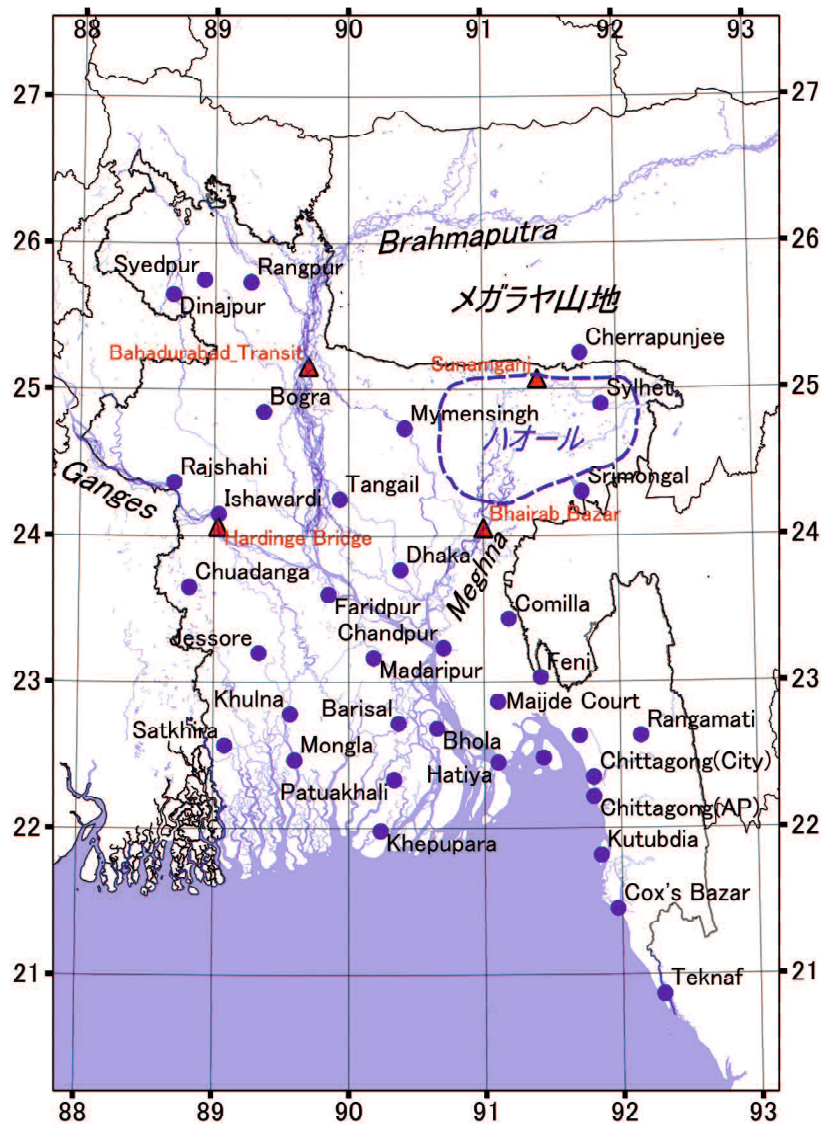 88 89 90 91 92 93
27 27
26 26
25 25
24 24
23 23
22 22
21 21
88 89 90 91 92 93
Brahmaputra
Syedpur
Rangpur
Dinajpur
メガラヤ山地
Cherrapunjee
Bahadurabad_Transit
Sunamganj
Sylhet
Bogra
Mymensingh
ハオール
Ganges
Rajshahi
Ishawardi
Tangail
Srimongal
Bhairab_Bazar
Hardinge Bridge
Dhaka
Meghna
Chuadanga
Faridpur
Comilla
Jessore
Chandpur
Madaripur
Feni
Khulna
Barisal
Maijde Court
Rangamati
Satkhira
Mongla
Bhola
Chittagong(City)
Hatiya
Patuakhali
Chittagong(AP)
Khepupara
Kutubdia
Cox's Bazar
Teknaf